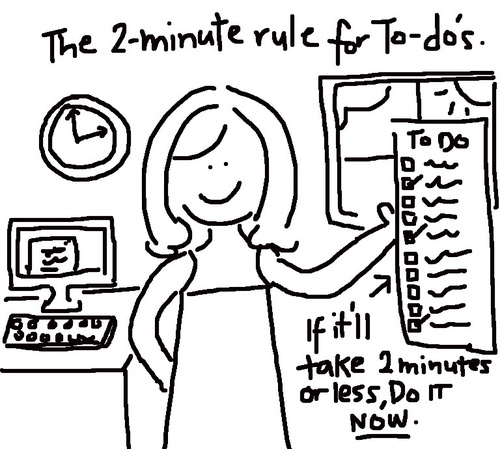 The 2-minute rule for To-do's.
To Do
If it'll
take 2 minutes
or less, Do IT
NOW.